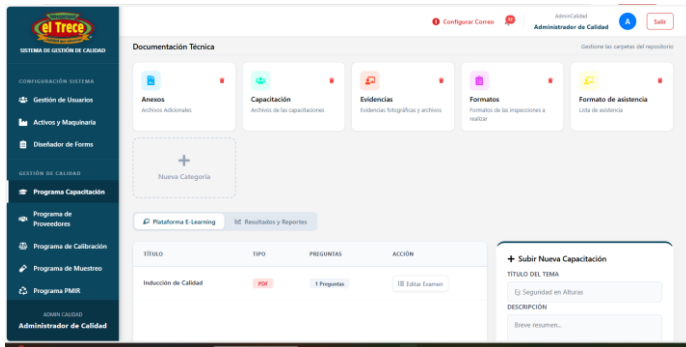 el Trece
SISTEMA DE GESTIÓN DE CALIDAD
Configurar Correo
AdminCalidad
Administrador de Calidad
A
Salir
Documentación Técnica
Gestione las carpetas del repositorio
CONFIGURACIÓN SISTEMA
Gestión de Usuarios
Activos y Maquinaria
Diseñador de Forms
GESTIÓN DE CALIDAD
Programa Capacitación
Programa de
Proveedores
Programa de Calibración
Programa de Muestreo
Programa PMIR
ADMIN CALIDAD
Administrador de Calidad
Anexos
Archivos Adicionales
Capacitación
Archivos de las capacitaciones
Evidencias
Evidencias fotográficas y archivos
Formatos
Formatos de las inspecciones a
realizar
Formato de asistencia
Lista de asistencia
Nueva Categoría
Plataforma E-Learning
Resultados y Reportes
TÍTULO TIPO PREGUNTAS ACCIÓN
Inducción de Calidad PDF 1 Preguntas Editar Examen
+ Subir Nueva Capacitación
TÍTULO DEL TEMA
Ej: Seguridad en Alturas
DESCRIPCIÓN
Breve resumen...